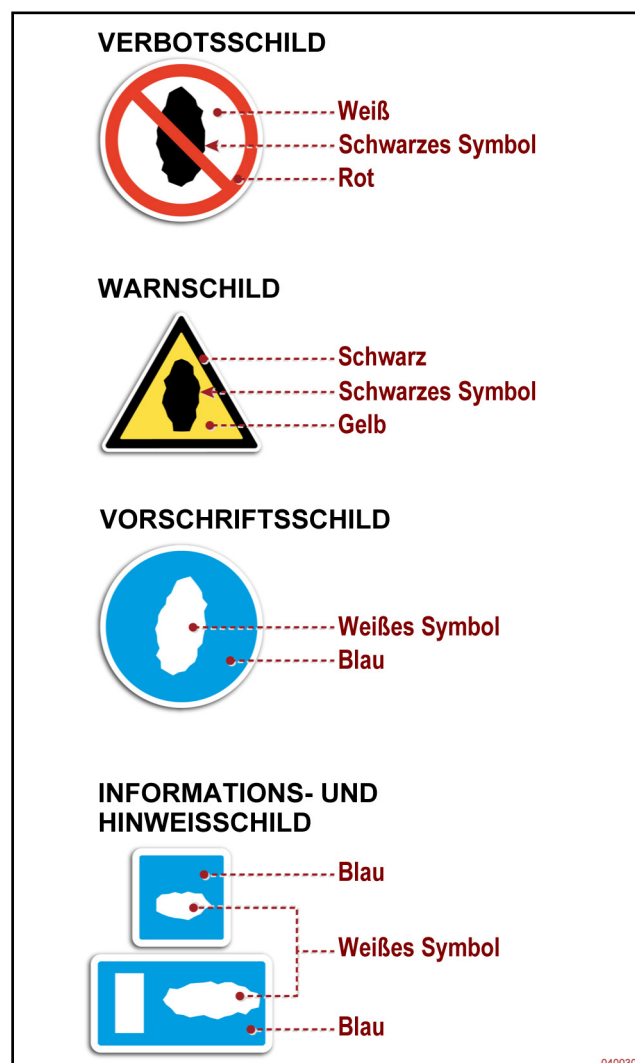 VERBOTSSCHILD
Weiß
Schwarzes Symbol
Rot
WARNSCHILD
Schwarz
Schwarzes Symbol
Gelb
VORSCHRIFTSSCHILD
Weißes Symbol
Blau
INFORMATIONS- UND
HINWEISSCHILD
Blau
Weißes Symbol
Blau